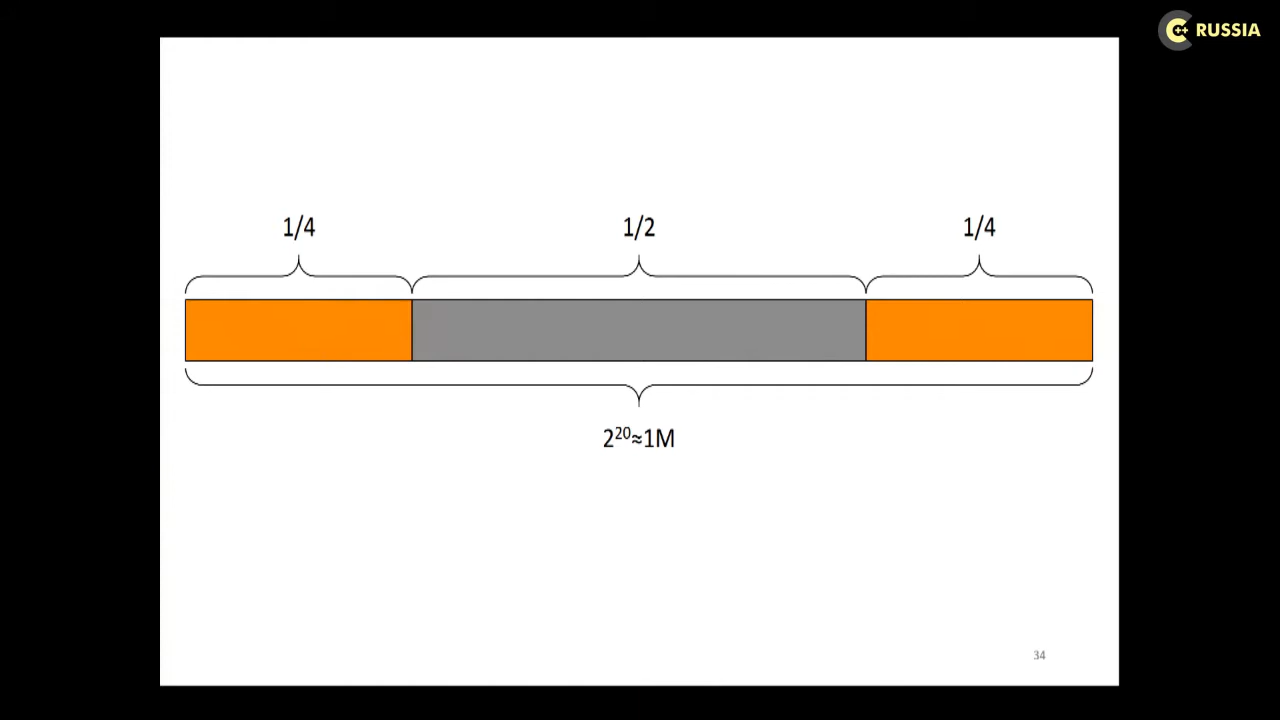 C++ RUSSIA
1/4 1/2 1/4
2²⁰≈1M
34